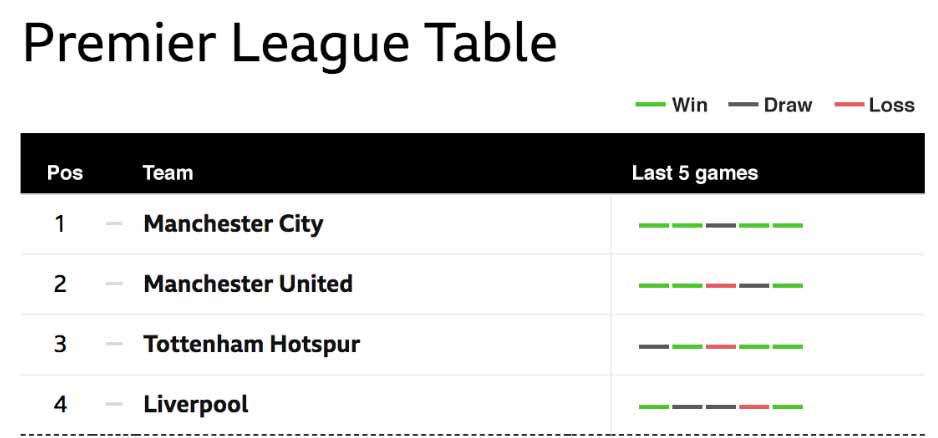 Premier League Table
Win Draw Loss
Pos Team Last 5 games
1 Manchester City
2 Manchester United
3 Tottenham Hotspur
4 Liverpool